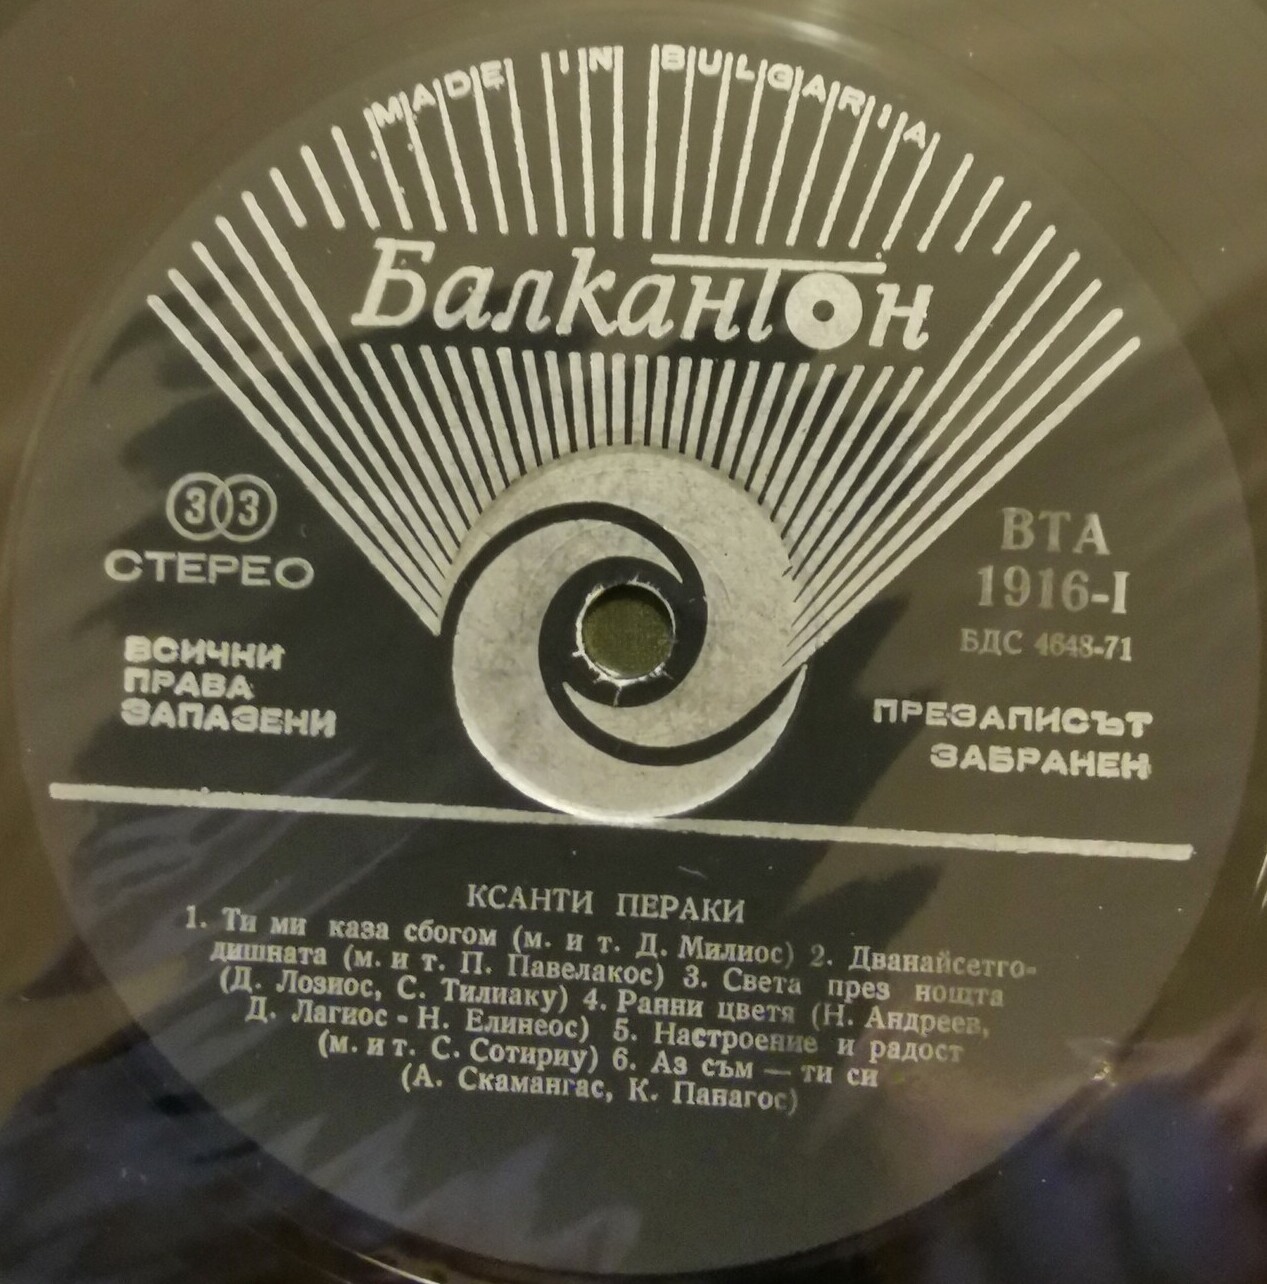 MADE IN BULGARIA
Балкантон
33
СТЕРЕО
ВСИЧНИ
ПРАВА
ЗАПАЗЕНИ
ВТА
1916-I
БДС 4648-71
ПРЕЗАПИСЪТ
ЗАБРАНЕН
КСАНТИ ПЕРАКИ
1. Ти ми каза сбогом (м. и т. Д. Милиос) 2. Дванайсетго-
дишната (м. и т. П. Павелакос) 3. Света през нощта
(Д. Лозиос, С. Тилиаку) 4. Ранни цветя (Н. Андреев,
Д. Лагиос - Н. Елинеос) 5. Настроение и радост
(м. и т. С. Сотириу) 6. Аз съм — ти си
(А. Скамангас, К. Панагос)